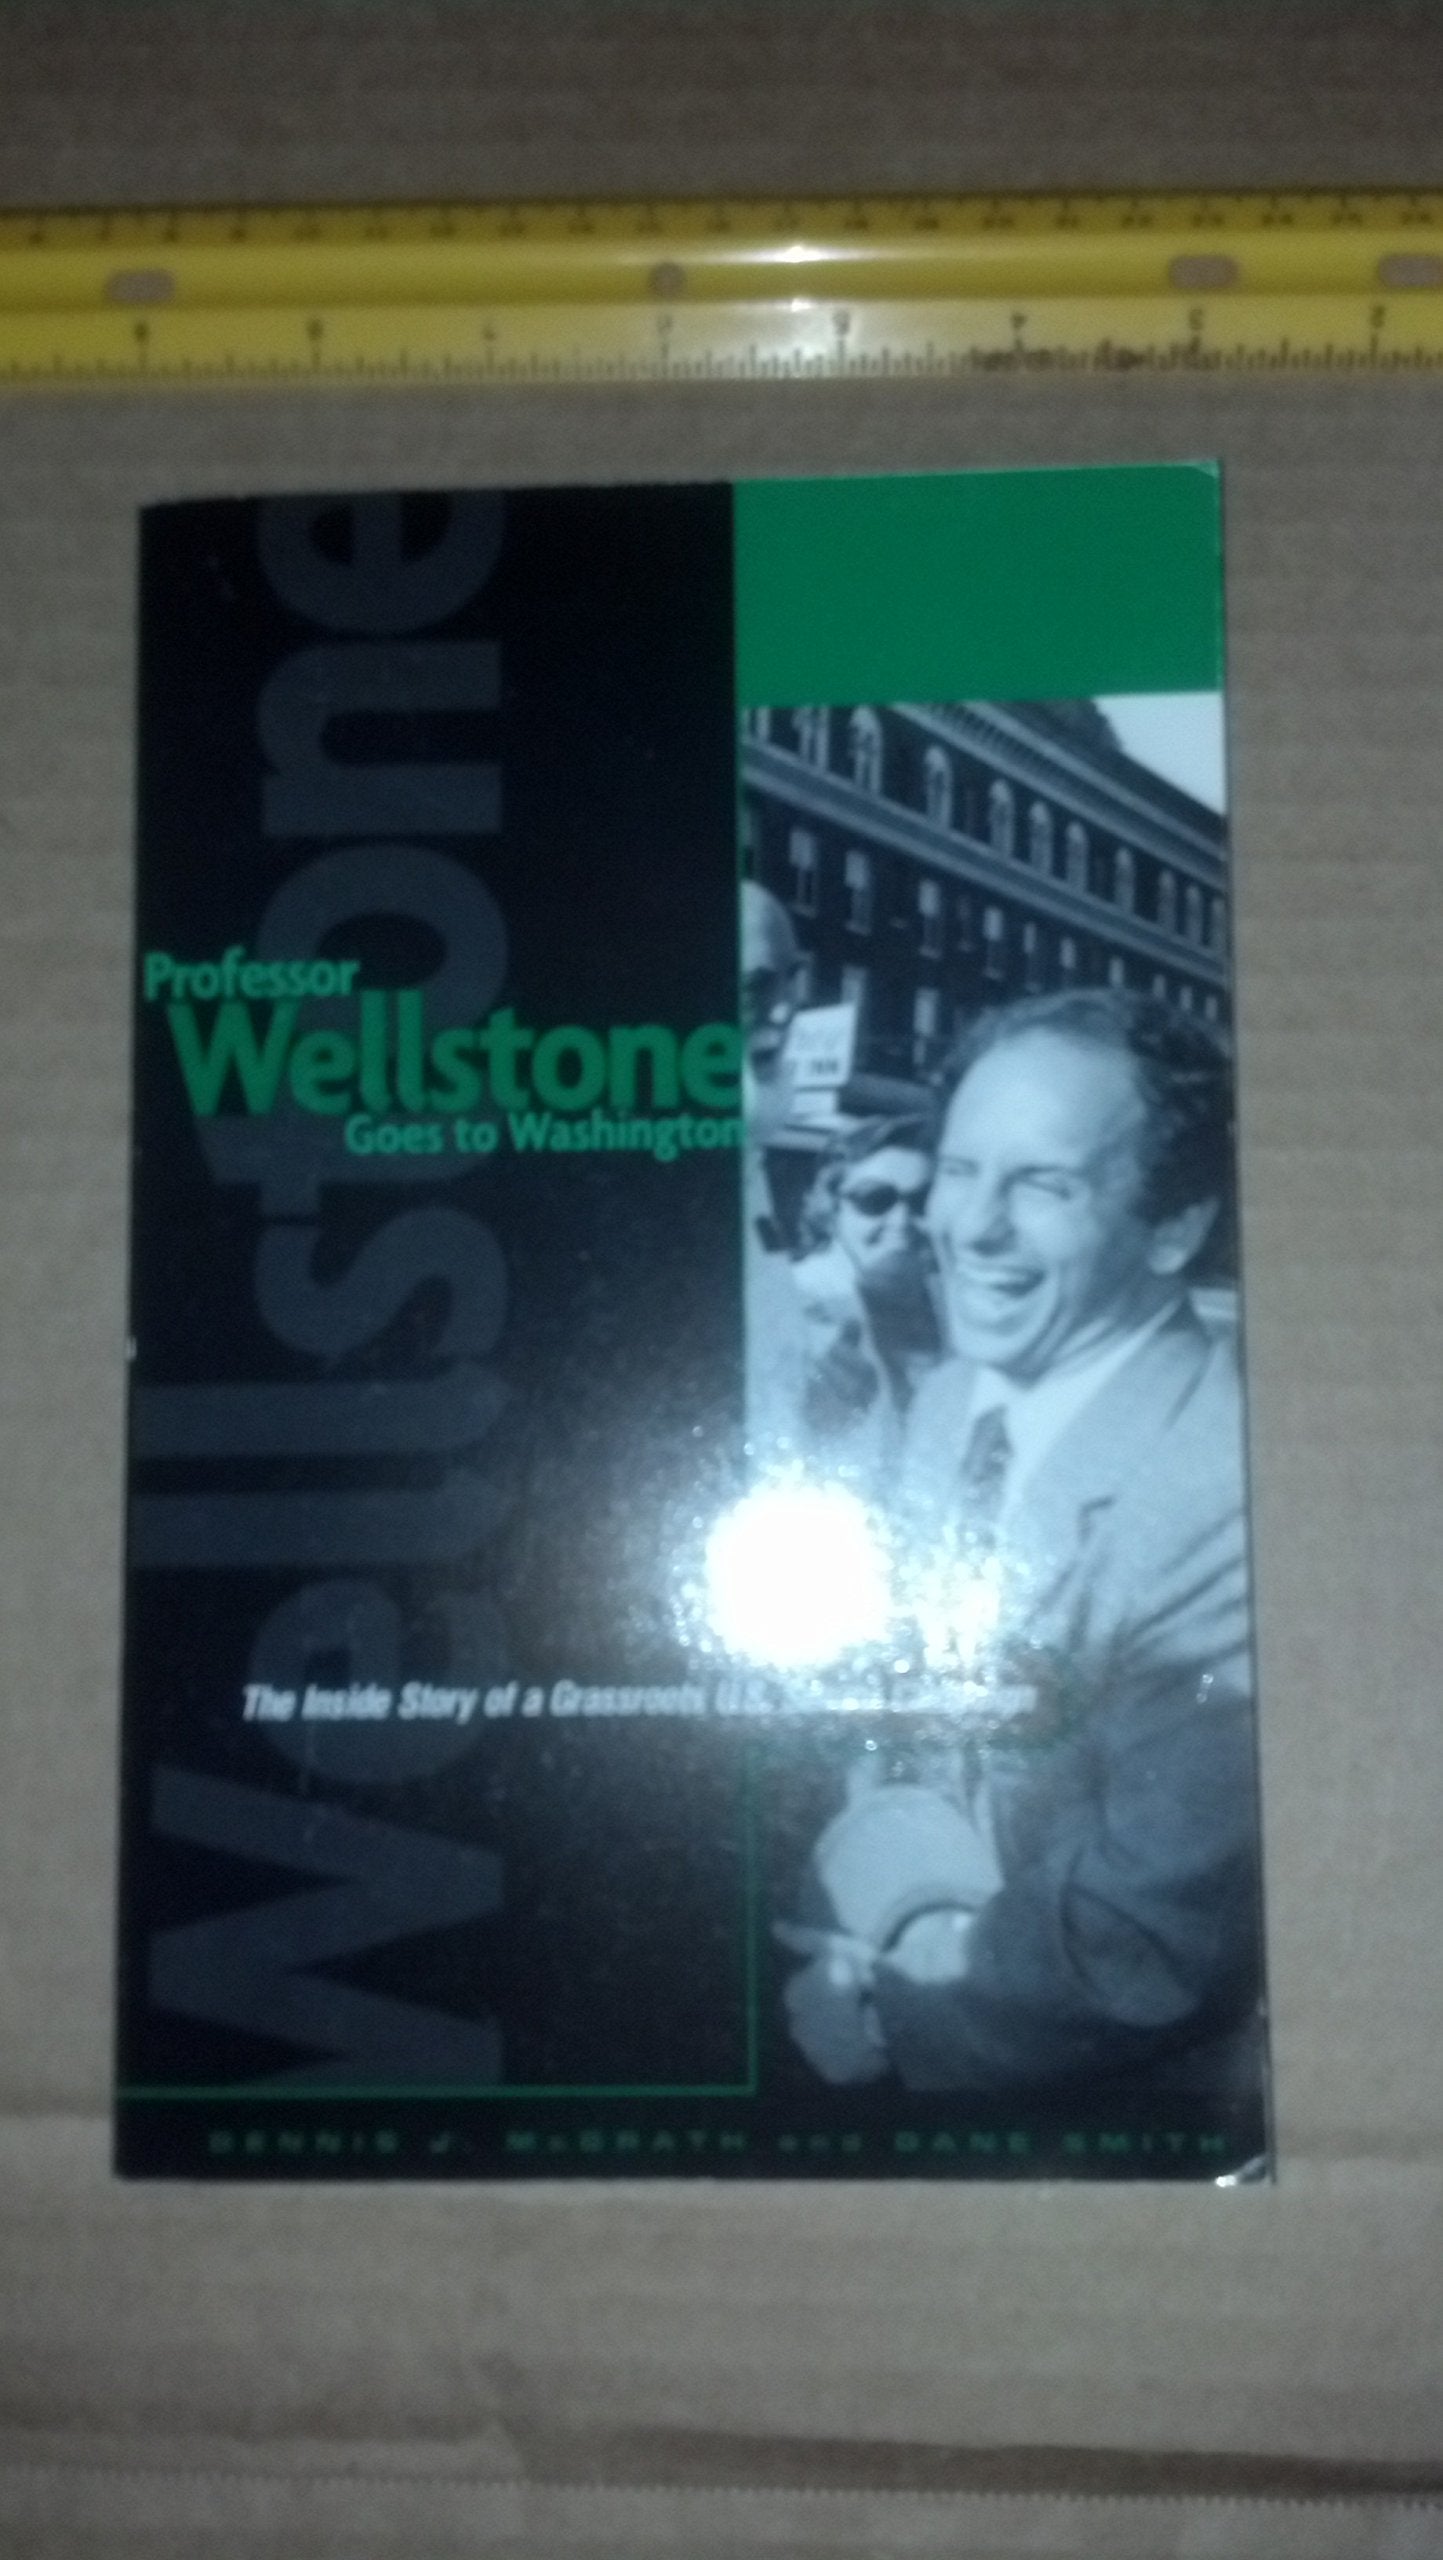 Wellstone
Professor
Wellstone
Goes to Washington
The Inside Story of a Grassroots U.S.
DENNIS J. McGRATH and DANE SMITH